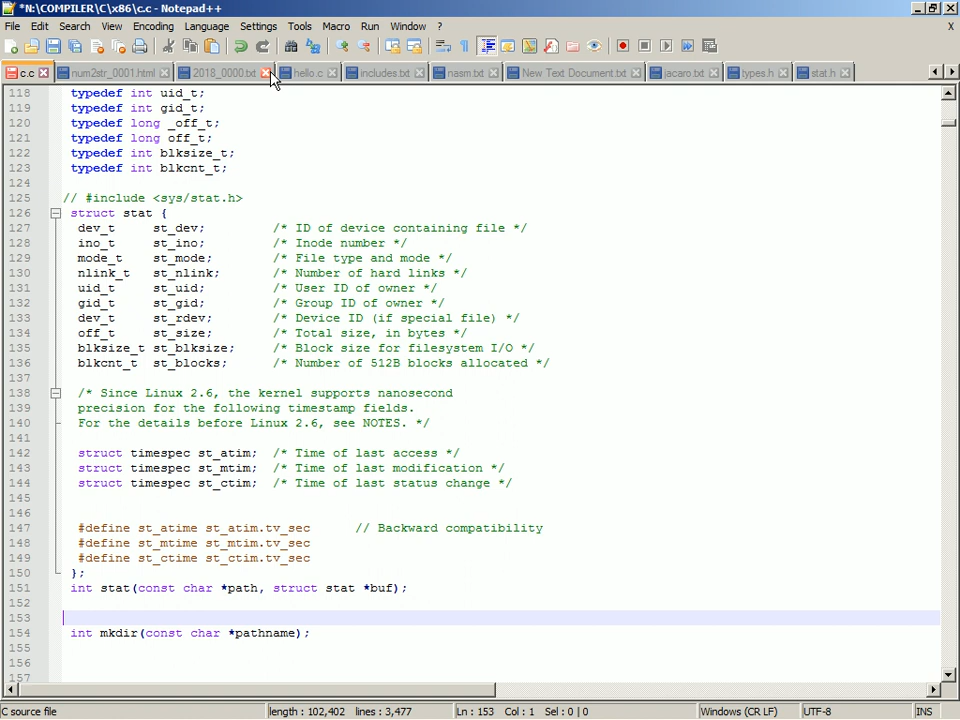 *N:\COMPILER\C\x86\c.c - Notepad++
File Edit Search View Encoding Language Settings Tools Macro Run Window ? X
c.c num2str_0001.html 2018_0000.txt hello.c includes.txt nasm.txt New Text Document.txt jacaro.txt types.h stat.h
118 typedef int uid_t;
119 typedef int gid_t;
120 typedef long _off_t;
121 typedef long off_t;
122 typedef int blksize_t;
123 typedef int blkcnt_t;
124
125 // #include <sys/stat.h>
126 struct stat {
127 dev_t st_dev; /* ID of device containing file */
128 ino_t st_ino; /* Inode number */
129 mode_t st_mode; /* File type and mode */
130 nlink_t st_nlink; /* Number of hard links */
131 uid_t st_uid; /* User ID of owner */
132 gid_t st_gid; /* Group ID of owner */
133 dev_t st_rdev; /* Device ID (if special file) */
134 off_t st_size; /* Total size, in bytes */
135 blksize_t st_blksize; /* Block size for filesystem I/O */
136 blkcnt_t st_blocks; /* Number of 512B blocks allocated */
137
138 /* Since Linux 2.6, the kernel supports nanosecond
139 precision for the following timestamp fields.
140 For the details before Linux 2.6, see NOTES. */
141
142 struct timespec st_atim; /* Time of last access */
143 struct timespec st_mtim; /* Time of last modification */
144 struct timespec st_ctim; /* Time of last status change */
145
146
147 #define st_atime st_atim.tv_sec // Backward compatibility
148 #define st_mtime st_mtim.tv_sec
149 #define st_ctime st_ctim.tv_sec
150 };
151 int stat(const char *path, struct stat *buf);
152
153
154 int mkdir(const char *pathname);
155
156
157
C source file length : 102,402 lines : 3,477 Ln : 153 Col : 1 Sel : 0 | 0 Windows (CR LF) UTF-8 INS